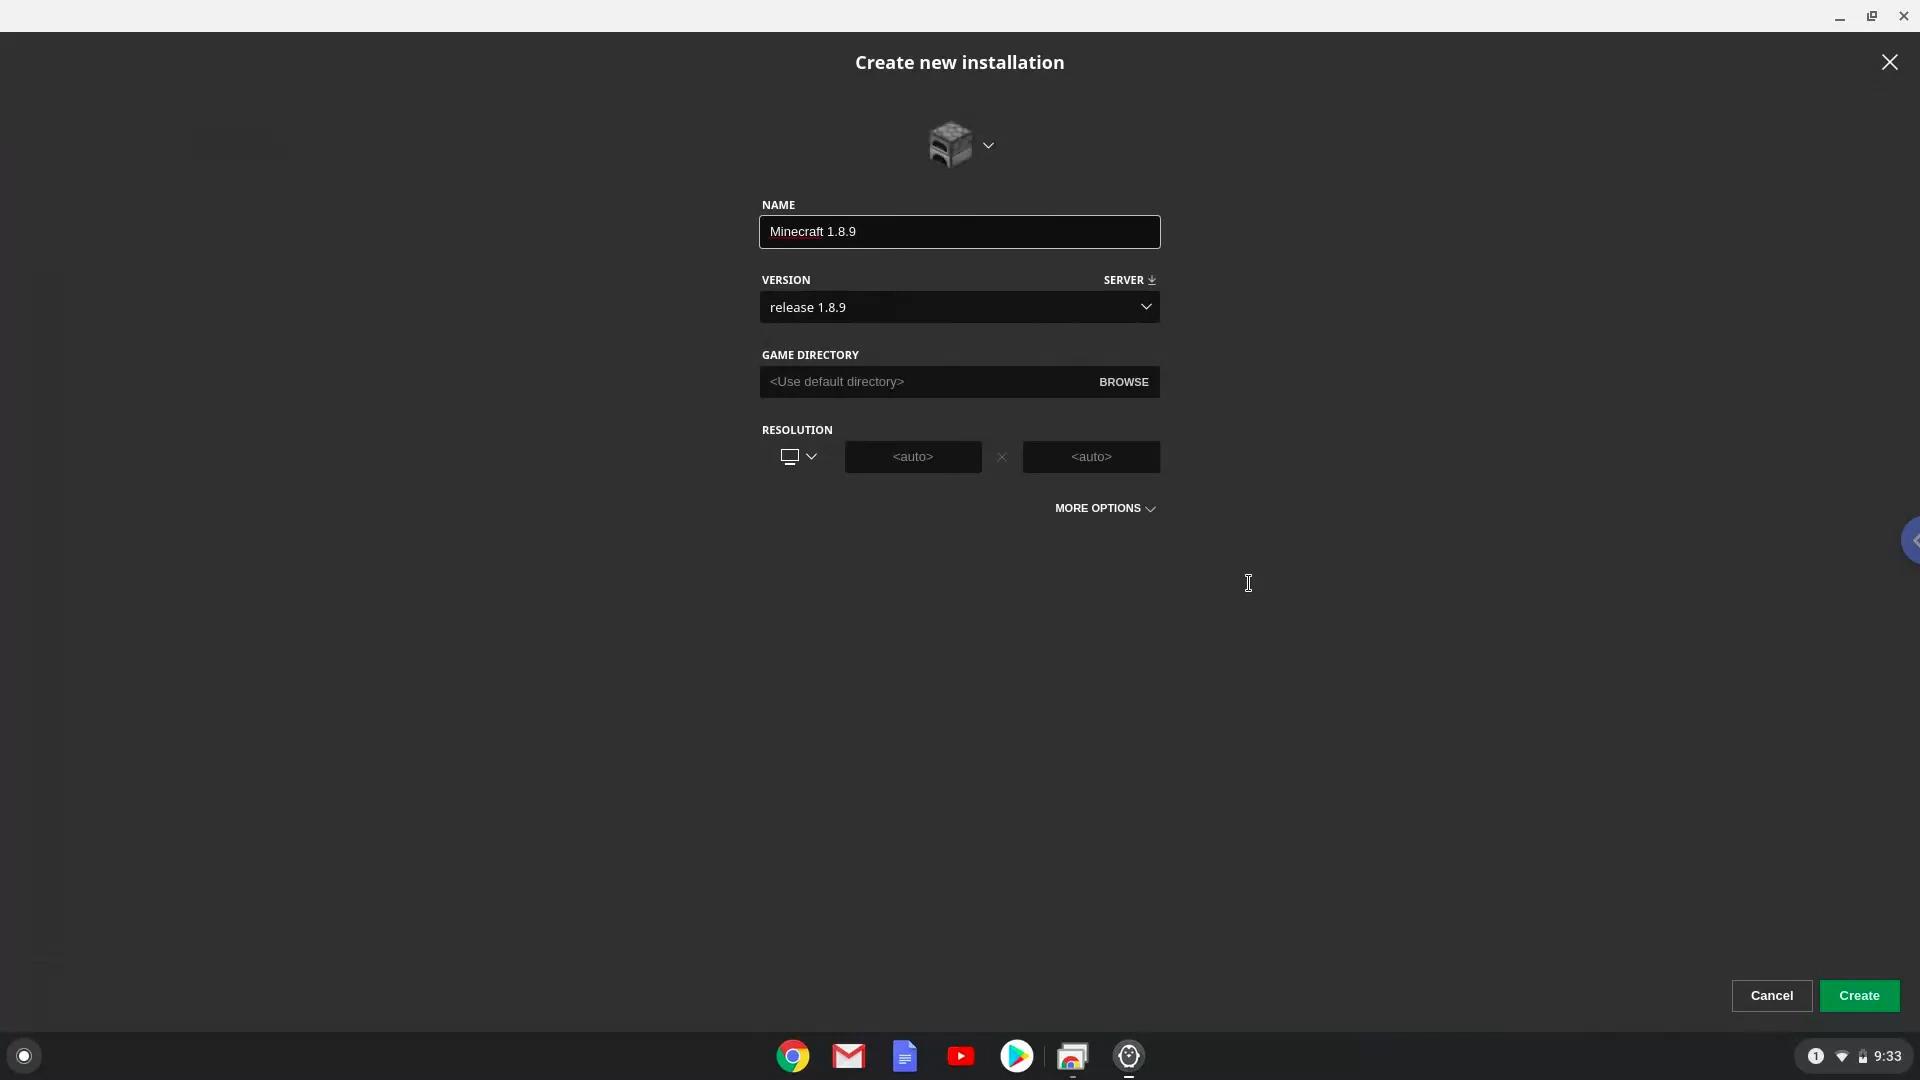 Create new installation
NAME
Minecraft 1.8.9
VERSION
SERVER
release 1.8.9
GAME DIRECTORY
<Use default directory>
BROWSE
RESOLUTION
<auto>
<auto>
MORE OPTIONS
Cancel
Create
1
9:33